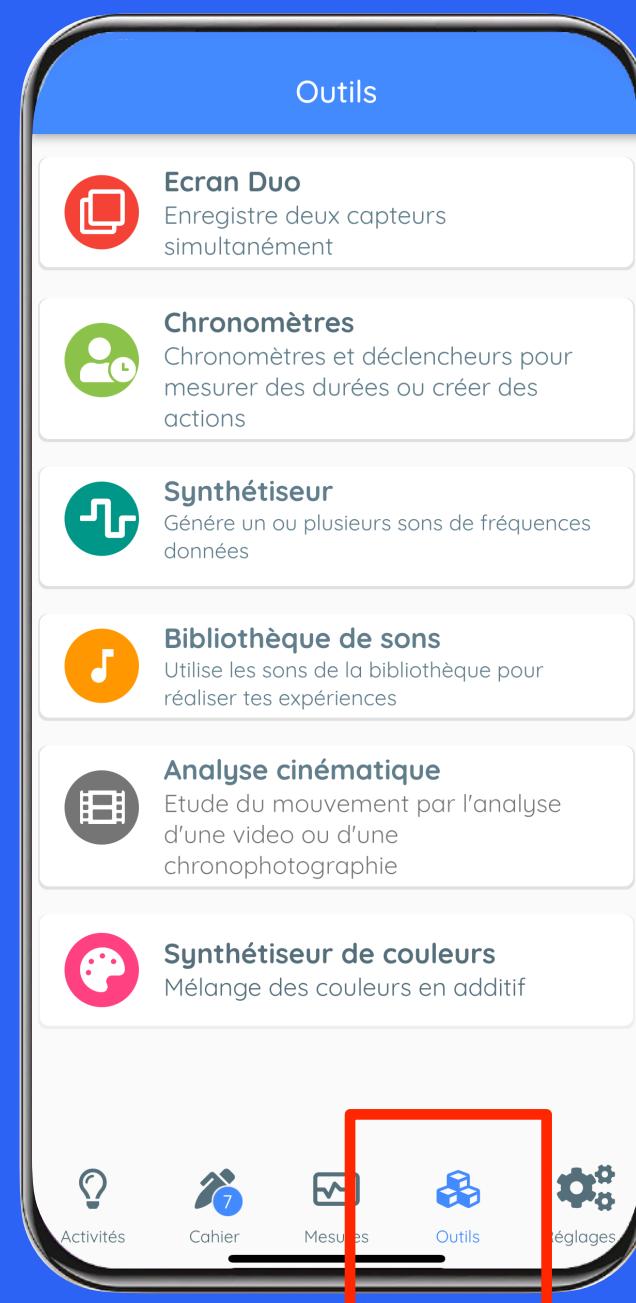 Outils
Ecran Duo
Enregistre deux capteurs
simultanément
Chronomètres
Chronomètres et déclencheurs pour
mesurer des durées ou créer des
actions
Synthétiseur
Génére un ou plusieurs sons de fréquences
données
Bibliothèque de sons
Utilise les sons de la bibliothèque pour
réaliser tes expériences
Analyse cinématique
Etude du mouvement par l'analyse
d'une video ou d'une
chronophotographie
Synthétiseur de couleurs
Mélange des couleurs en additif
7
Activités Cahier Mesures Outils Réglages